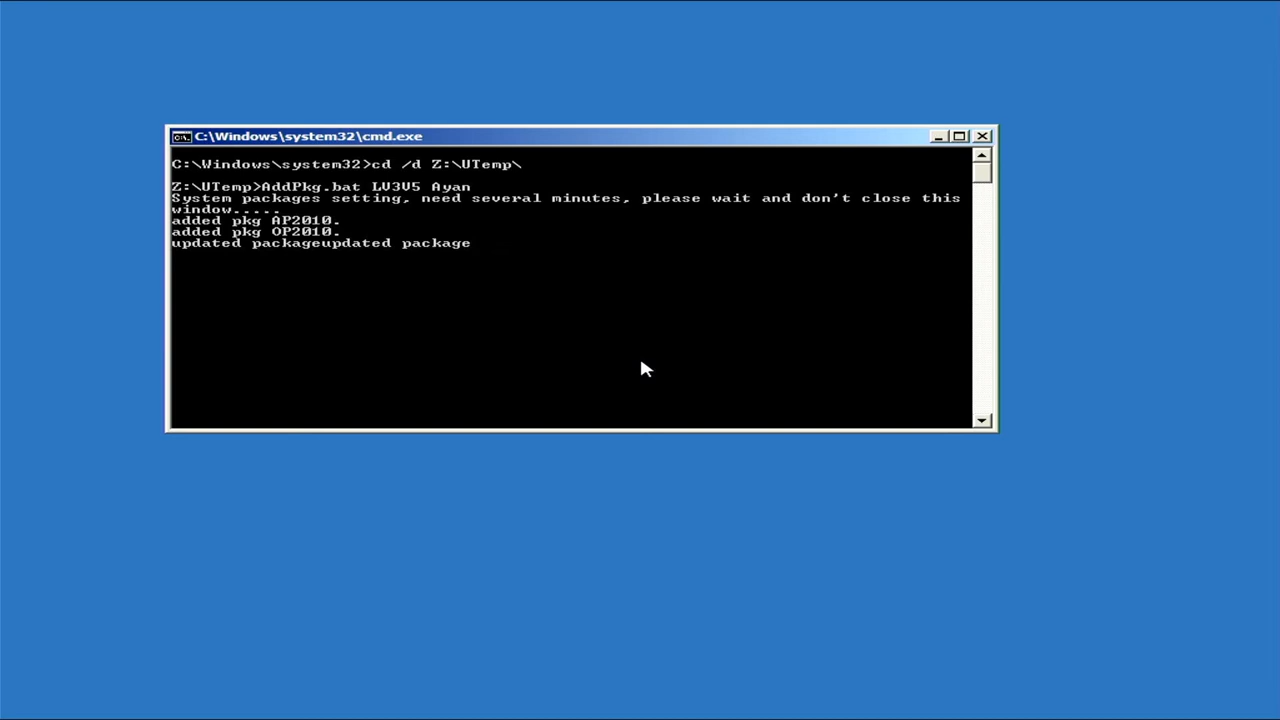 C:\Windows\system32\cmd.exe
C:\Windows\system32>cd /d Z:\UTemp\
Z:\UTemp>AddPkg.bat LV3V5 Ayan
System packages setting, need several minutes, please wait and don't close this
window.....
added pkg AP2010.
added pkg OP2010.
updated packageupdated package